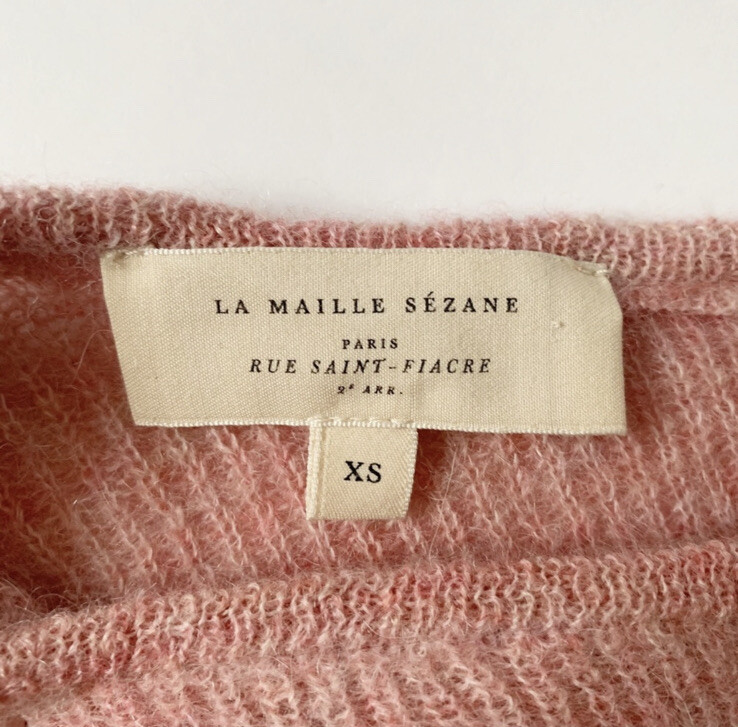 LA MAILLE SÉZANE
PARIS
RUE SAINT-FIACRE
2ᵉ ARR.
XS